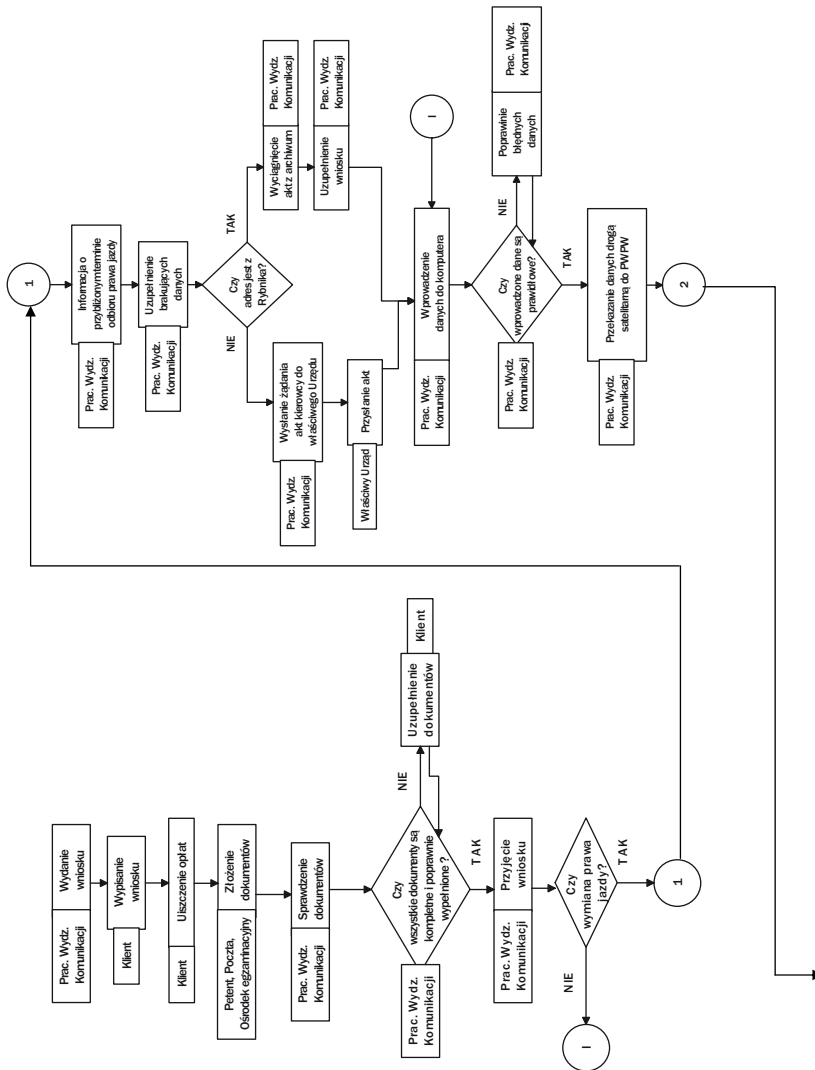 Prac. Wydz.
Komunikacji
Wydanie
wniosku
Klient
Wypisanie
wniosku
Klient
Uiszczenie opłat
Petent, Poczta,
Ośrodek egzaminacyjny
Złożenie
dokumentów
Prac. Wydz.
Komunikacji
Sprawdzenie
dokumentów
Prac. Wydz.
Komunikacji
Czy
wszystkie dokumenty są
kompletne i poprawnie
wypełnione ?
NIE
Uzupełnienie
dokumentów
Klient
TAK
Prac. Wydz.
Komunikacji
Przyjęcie
wniosku
Czy
wymiana prawa
jazdy?
NIE
I
TAK
1
1
Prac. Wydz.
Komunikacji
Informacja o
przybliżonym terminie
odbioru prawa jazdy
Prac. Wydz.
Komunikacji
Uzupełnienie
brakujących
danych
Czy
adres jest z
Rybnika?
NIE
TAK
Prac. Wydz.
Komunikacji
Wysłanie żądania
akt kierowcy do
właściwego Urzędu
Właściwy Urząd
Przysłanie akt
Wyciągnięcie
akt z archiwum
Prac. Wydz.
Komunikacji
Uzupełnienie
wniosku
Prac. Wydz.
Komunikacji
I
Prac. Wydz.
Komunikacji
Wprowadzenie
danych do komputera
Prac. Wydz.
Komunikacji
Czy
wprowadzone dane są
prawidłowe?
NIE
Poprawinie
błędnych
danych
Prac. Wydz.
Komunikacji
TAK
Prac. Wydz.
Komunikacji
Przekazanie danych drogą
satelitarną do PWPW
2